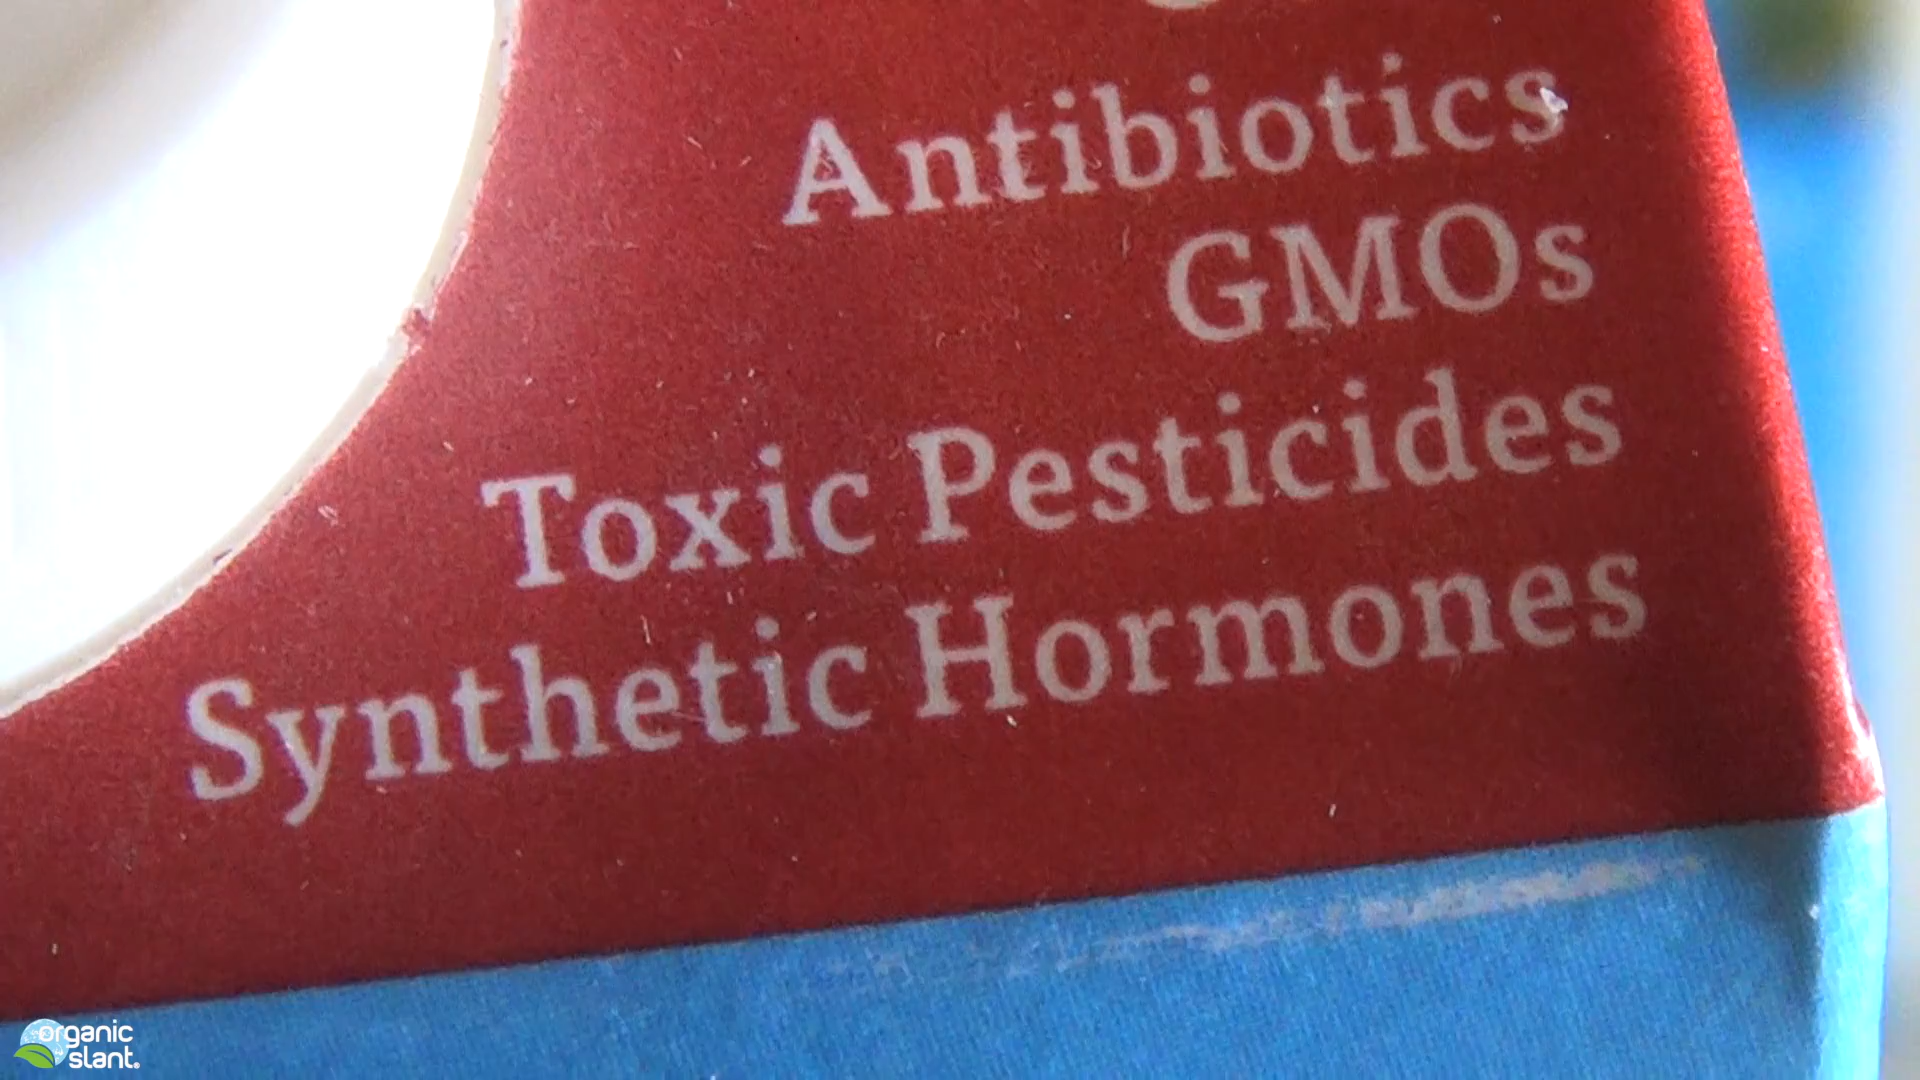 Antibiotics
GMOs
Toxic Pesticides
Synthetic Hormones
organic
slant.